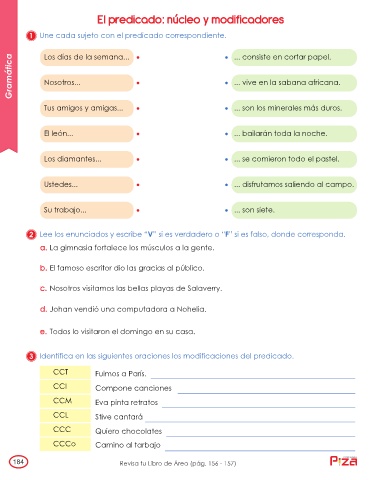 El predicado: núcleo y modificadores
1 Une cada sujeto con el predicado correspondiente.
Gramática
Los días de la semana... • • ... consiste en cortar papel.
Nosotros... • • ... vive en la sabana africana.
Tus amigos y amigas... • • ... son los minerales más duros.
El león... • • ... bailarán toda la noche.
Los diamantes... • • ... se comieron todo el pastel.
Ustedes... • • ... disfrutamos saliendo al campo.
Su trabajo... • • ... son siete.
2 Lee los enunciados y escribe “V” si es verdadero o “F” si es falso, donde corresponda.
a. La gimnasia fortalece los músculos a la gente.
b. El famoso escritor dio las gracias al público.
c. Nosotros visitamos las bellas playas de Salaverry.
d. Johan vendió una computadora a Nohelia.
e. Todos lo visitaron el domingo en su casa.
3 Identifica en las siguientes oraciones los modificaciones del predicado.
CCT Fuimos a París.
CCI Compone canciones
CCM Eva pinta retratos
CCL Stive cantará
CCC Quiero chocolates
CCCo Camino al tarbajo
184
Revisa tu Libro de Área (pág. 156 - 157)
Piza